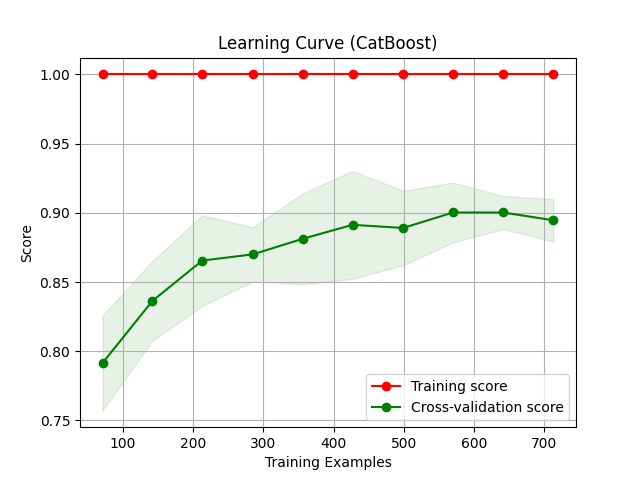 Learning Curve (CatBoost)
1.00
0.95
0.90
0.85
0.80
0.75
Score
Training score
Cross-validation score
100 200 300 400 500 600 700
Training Examples